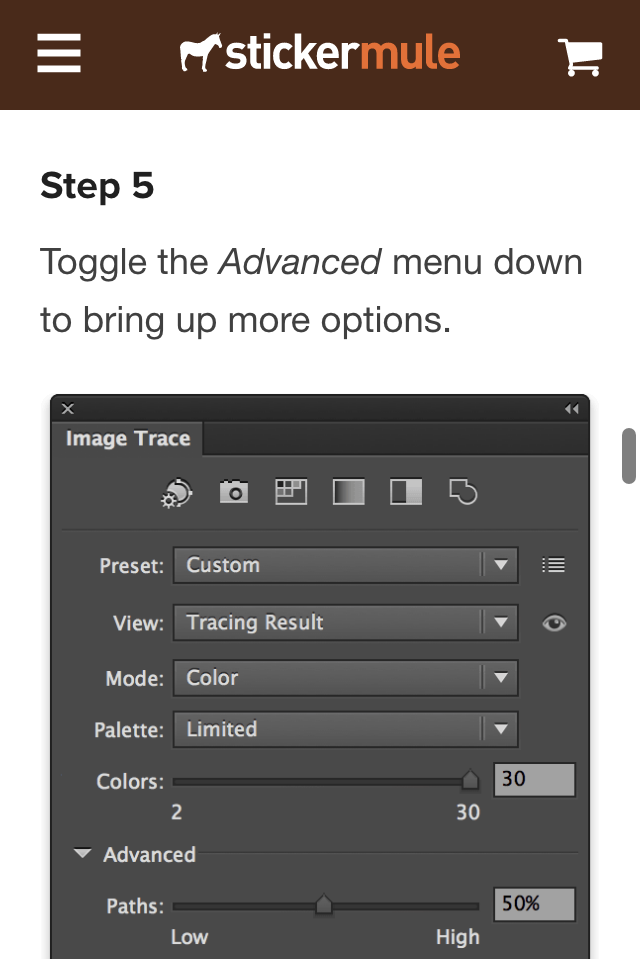 stickermule
Step 5
Toggle the Advanced menu down
to bring up more options.
Image Trace
Preset: Custom
View: Tracing Result
Mode: Color
Palette: Limited
Colors: 30
2 30
Advanced
Paths: 50%
Low High